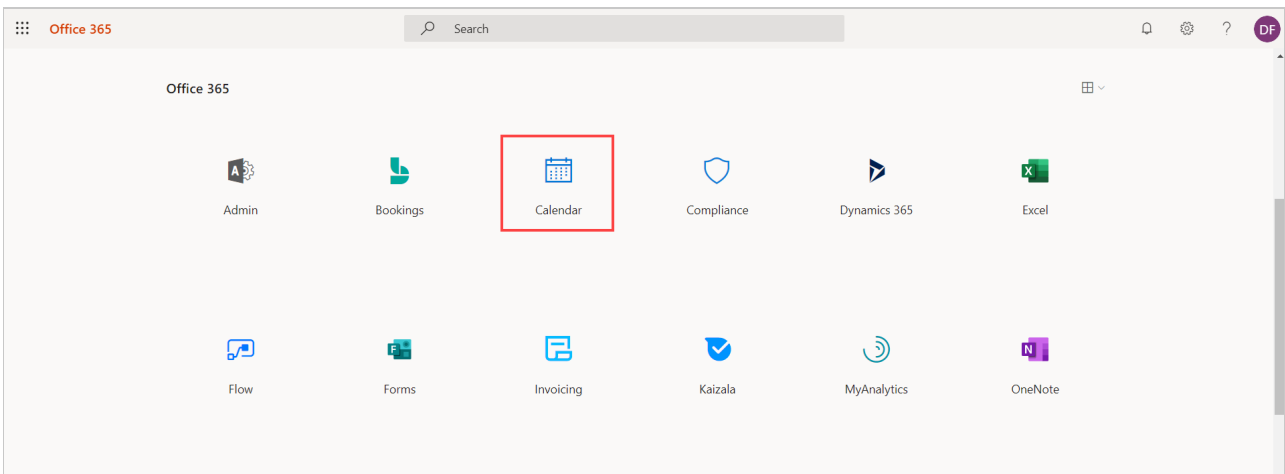 Office 365
Search
?
DF
Office 365
A
Admin
Bookings
Calendar
Compliance
Dynamics 365
X
Excel
Flow
F
Forms
Invoicing
Kaizala
MyAnalytics
N
OneNote